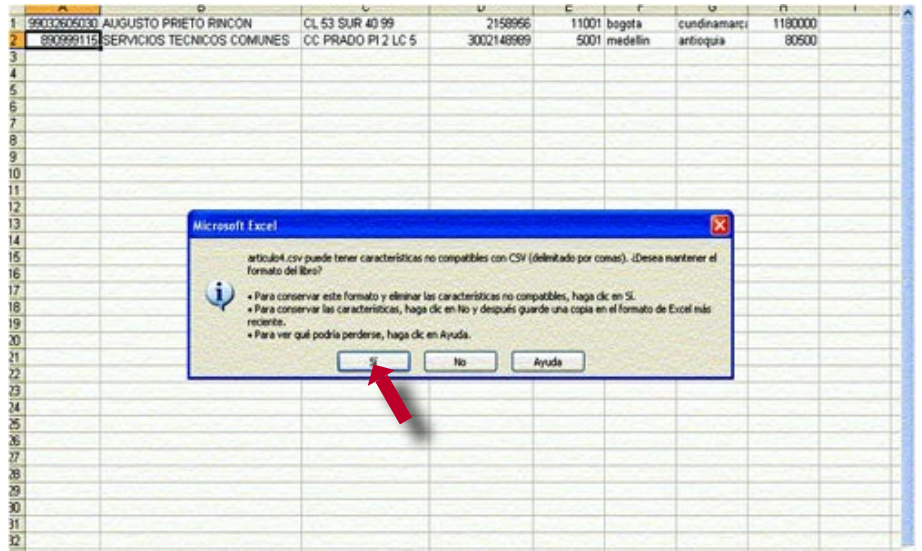 A B C D E F G H I
1 99032605030 AUGUSTO PRIETO RINCON CL 53 SUR 40 99 2158956 11001 bogota cundinamarca 1180000
2 890999115 SERVICIOS TECNICOS COMUNES CC PRADO PI 2 LC 5 3002148989 5001 medellin antioquia 80500
3
4
5
6
7
8
9
10
11
12
13
14
15
16
17
18
19
20
21
22
23
24
25
26
27
28
29
30
31
32
Microsoft Excel
articulo4.csv puede tener características no compatibles con CSV (delimitado por comas). ¿Desea mantener el
formato del libro?
• Para conservar este formato y eliminar las características no compatibles, haga clic en Sí.
• Para conservar las características, haga clic en No y después guarde una copia en el formato de Excel más
reciente.
• Para ver qué podría perderse, haga clic en Ayuda.
Sí No Ayuda